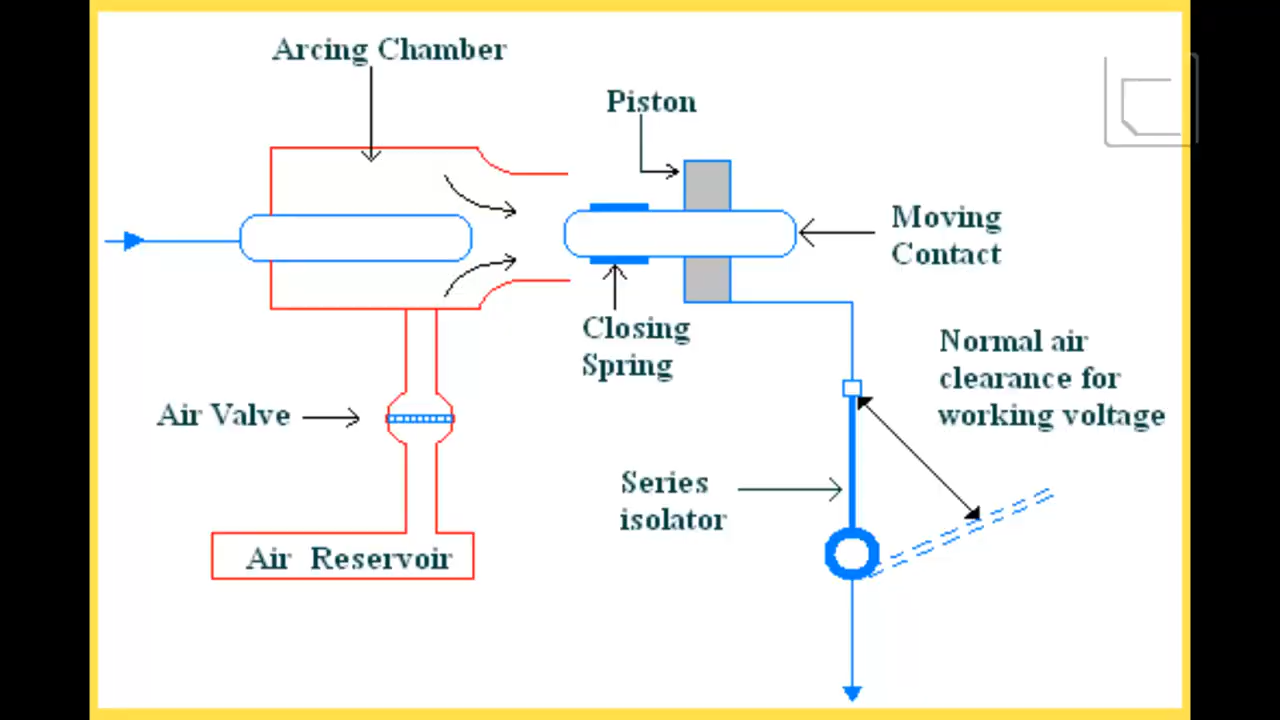 Arcing Chamber
Piston
Moving
Contact
Closing
Spring
Normal air
clearance for
working voltage
Air Valve
Series
isolator
Air Reservoir